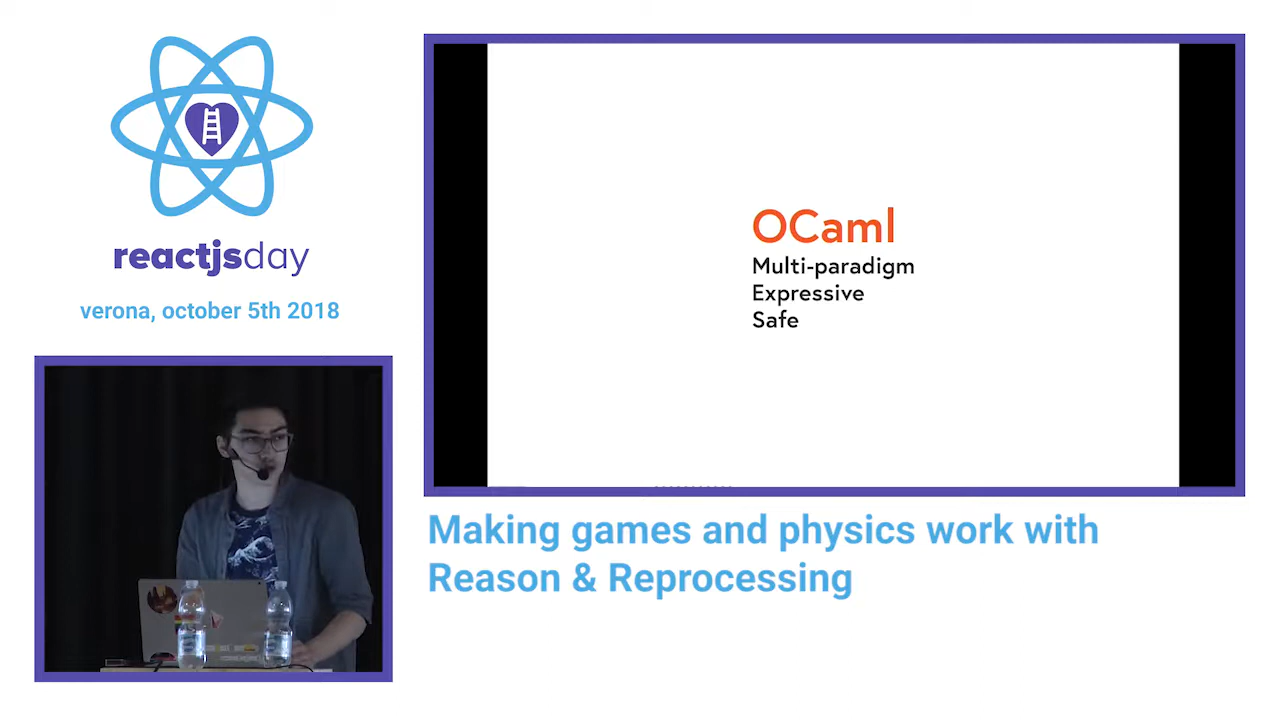 reactjsday
verona, october 5th 2018
OCaml
Multi-paradigm
Expressive
Safe
Making games and physics work with
Reason & Reprocessing